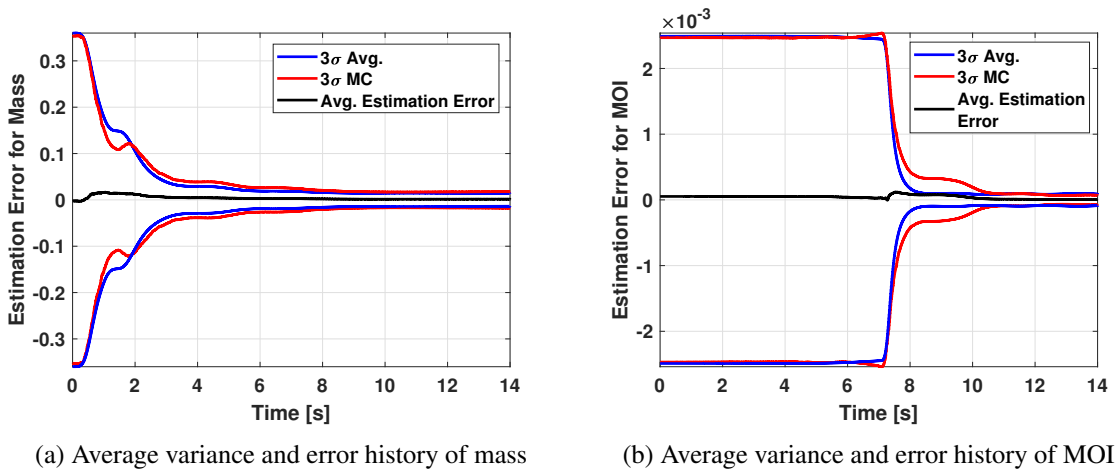 3σ Avg.
3σ MC
Avg. Estimation Error
Estimation Error for Mass
0.3
0.2
0.1
0
-0.1
-0.2
-0.3
0 2 4 6 8 10 12 14
Time [s]
(a) Average variance and error history of mass
×10⁻³
3σ Avg.
3σ MC
Avg. Estimation
Error
Estimation Error for MOI
2
1
0
-1
-2
0 2 4 6 8 10 12 14
Time [s]
(b) Average variance and error history of MOI